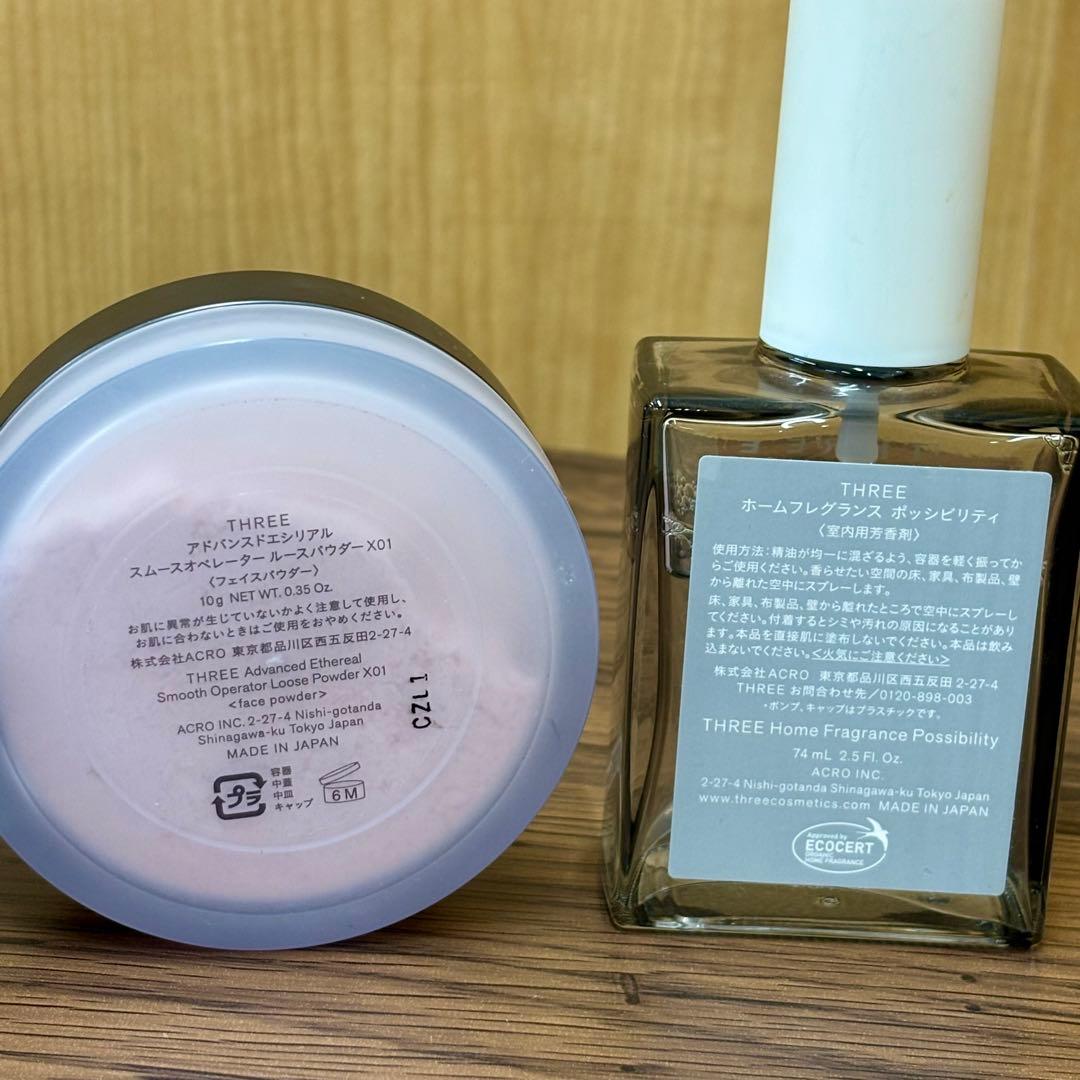 THREE
アドバンスドエシリアル
スムースオペレーター ルースパウダー X01
〈フェイスパウダー〉
10g NET WT. 0.35 Oz.
お肌に異常が生じていないかよく注意して使用し、
お肌に合わないときはご使用をおやめください。
株式会社ACRO 東京都品川区西五反田2-27-4
THREE Advanced Ethereal
Smooth Operator Loose Powder X01
<face powder>
ACRO INC. 2-27-4 Nishi-gotanda
Shinagawa-ku Tokyo Japan
MADE IN JAPAN
プラ
容器
中蓋
中皿
キャップ
6M
CZL1
THREE
ホームフレグランス ポッシビリティ
〈室内用芳香剤〉
使用方法：精油が均一に混ざるよう、容器を軽く振ってか
らご使用ください。香らせたい空間の床、家具、布製品、壁
から離れた空中にスプレーします。
床、家具、布製品、壁から離れたところで空中にスプレーし
てください。付着するとシミや汚れの原因になることがあり
ます。本品を直接肌に塗布しないでください。本品は飲み
込まないでください。<火気にご注意ください>
株式会社ACRO 東京都品川区西五反田 2-27-4
THREE お問合わせ先／0120-898-003
・ポンプ、キャップはプラスチックです。
THREE Home Fragrance Possibility
74 mL 2.5 Fl. Oz.
ACRO INC.
2-27-4 Nishi-gotanda Shinagawa-ku Tokyo Japan
www.threecosmetics.com MADE IN JAPAN
Approved by
ECOCERT
ORGANIC
HOME FRAGRANCE